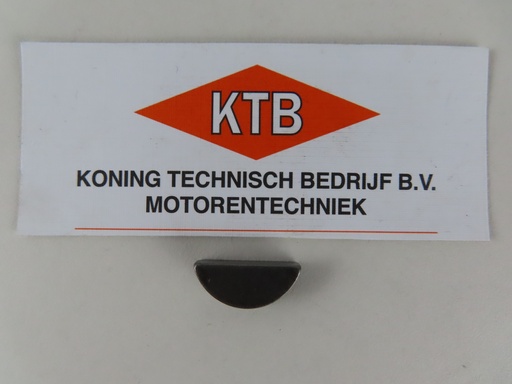 KTB
KONING TECHNISCH BEDRIJF B.V.
MOTORENTECHNIEK